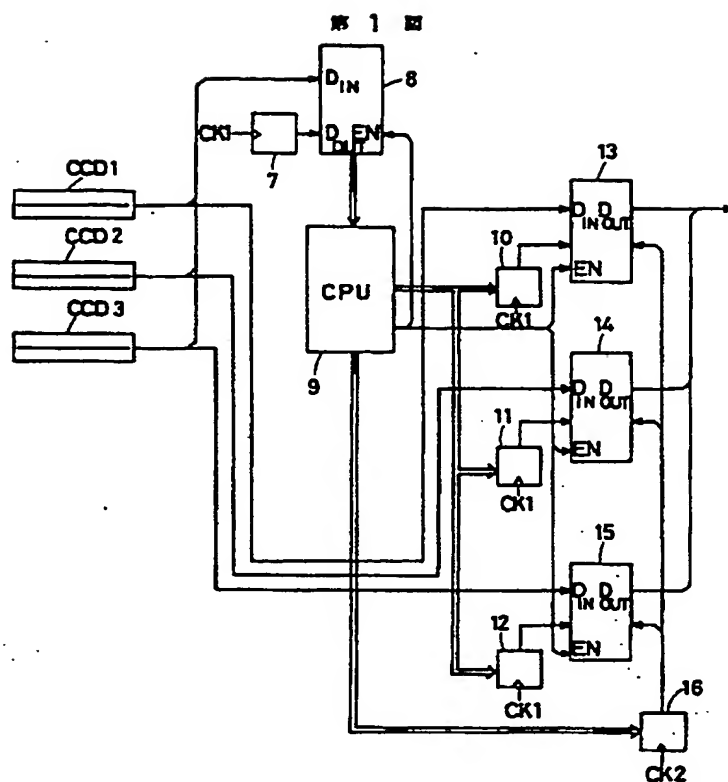 第 1 図
D IN
8
CK1
D OUT
EN
7
CCD1
CCD2
CCD3
CPU
9
10
CK1
11
CK1
12
CK1
13
D IN
D OUT
EN
14
D IN
D OUT
EN
15
D IN
D OUT
EN
16
CK2